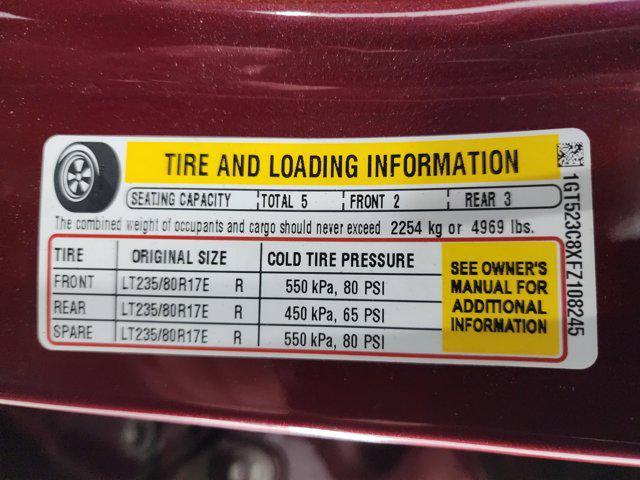 TIRE AND LOADING INFORMATION
SEATING CAPACITY TOTAL 5 FRONT 2 REAR 3
The combined weight of occupants and cargo should never exceed 2254 kg or 4969 lbs.
TIRE ORIGINAL SIZE COLD TIRE PRESSURE
FRONT LT235/80R17E R 550 kPa, 80 PSI
REAR LT235/80R17E R 450 kPa, 65 PSI
SPARE LT235/80R17E R 550 kPa, 80 PSI
SEE OWNER'S
MANUAL FOR
ADDITIONAL
INFORMATION
1GT523C8XFZ108245